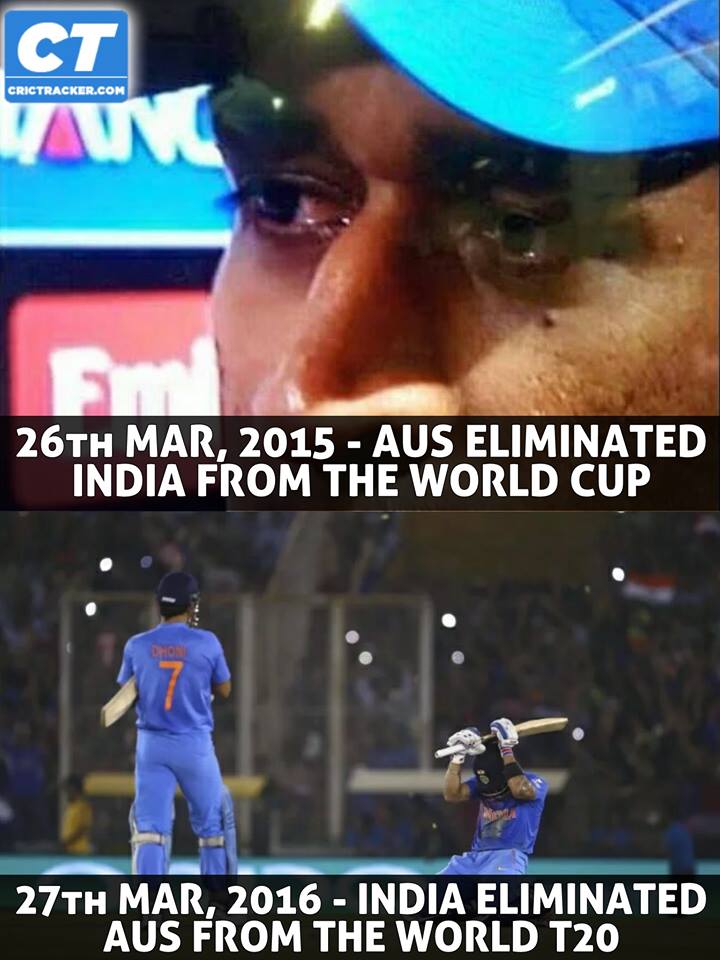 CT
CRICTRACKER.COM
26TH MAR, 2015 - AUS ELIMINATED
INDIA FROM THE WORLD CUP
DHONI
7
INDIA
27TH MAR, 2016 - INDIA ELIMINATED
AUS FROM THE WORLD T20